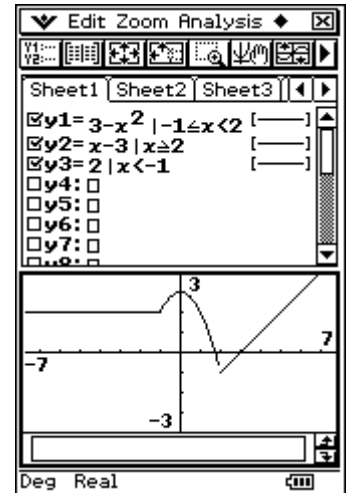 Edit Zoom Analysis ♦
Sheet1 Sheet2 Sheet3
y1=3-x² | -1≤x<2
y2=x-3 | x≥2
y3=2 | x<-1
y4:
y5:
y6:
y7:
3
7
-7
-3
Deg Real